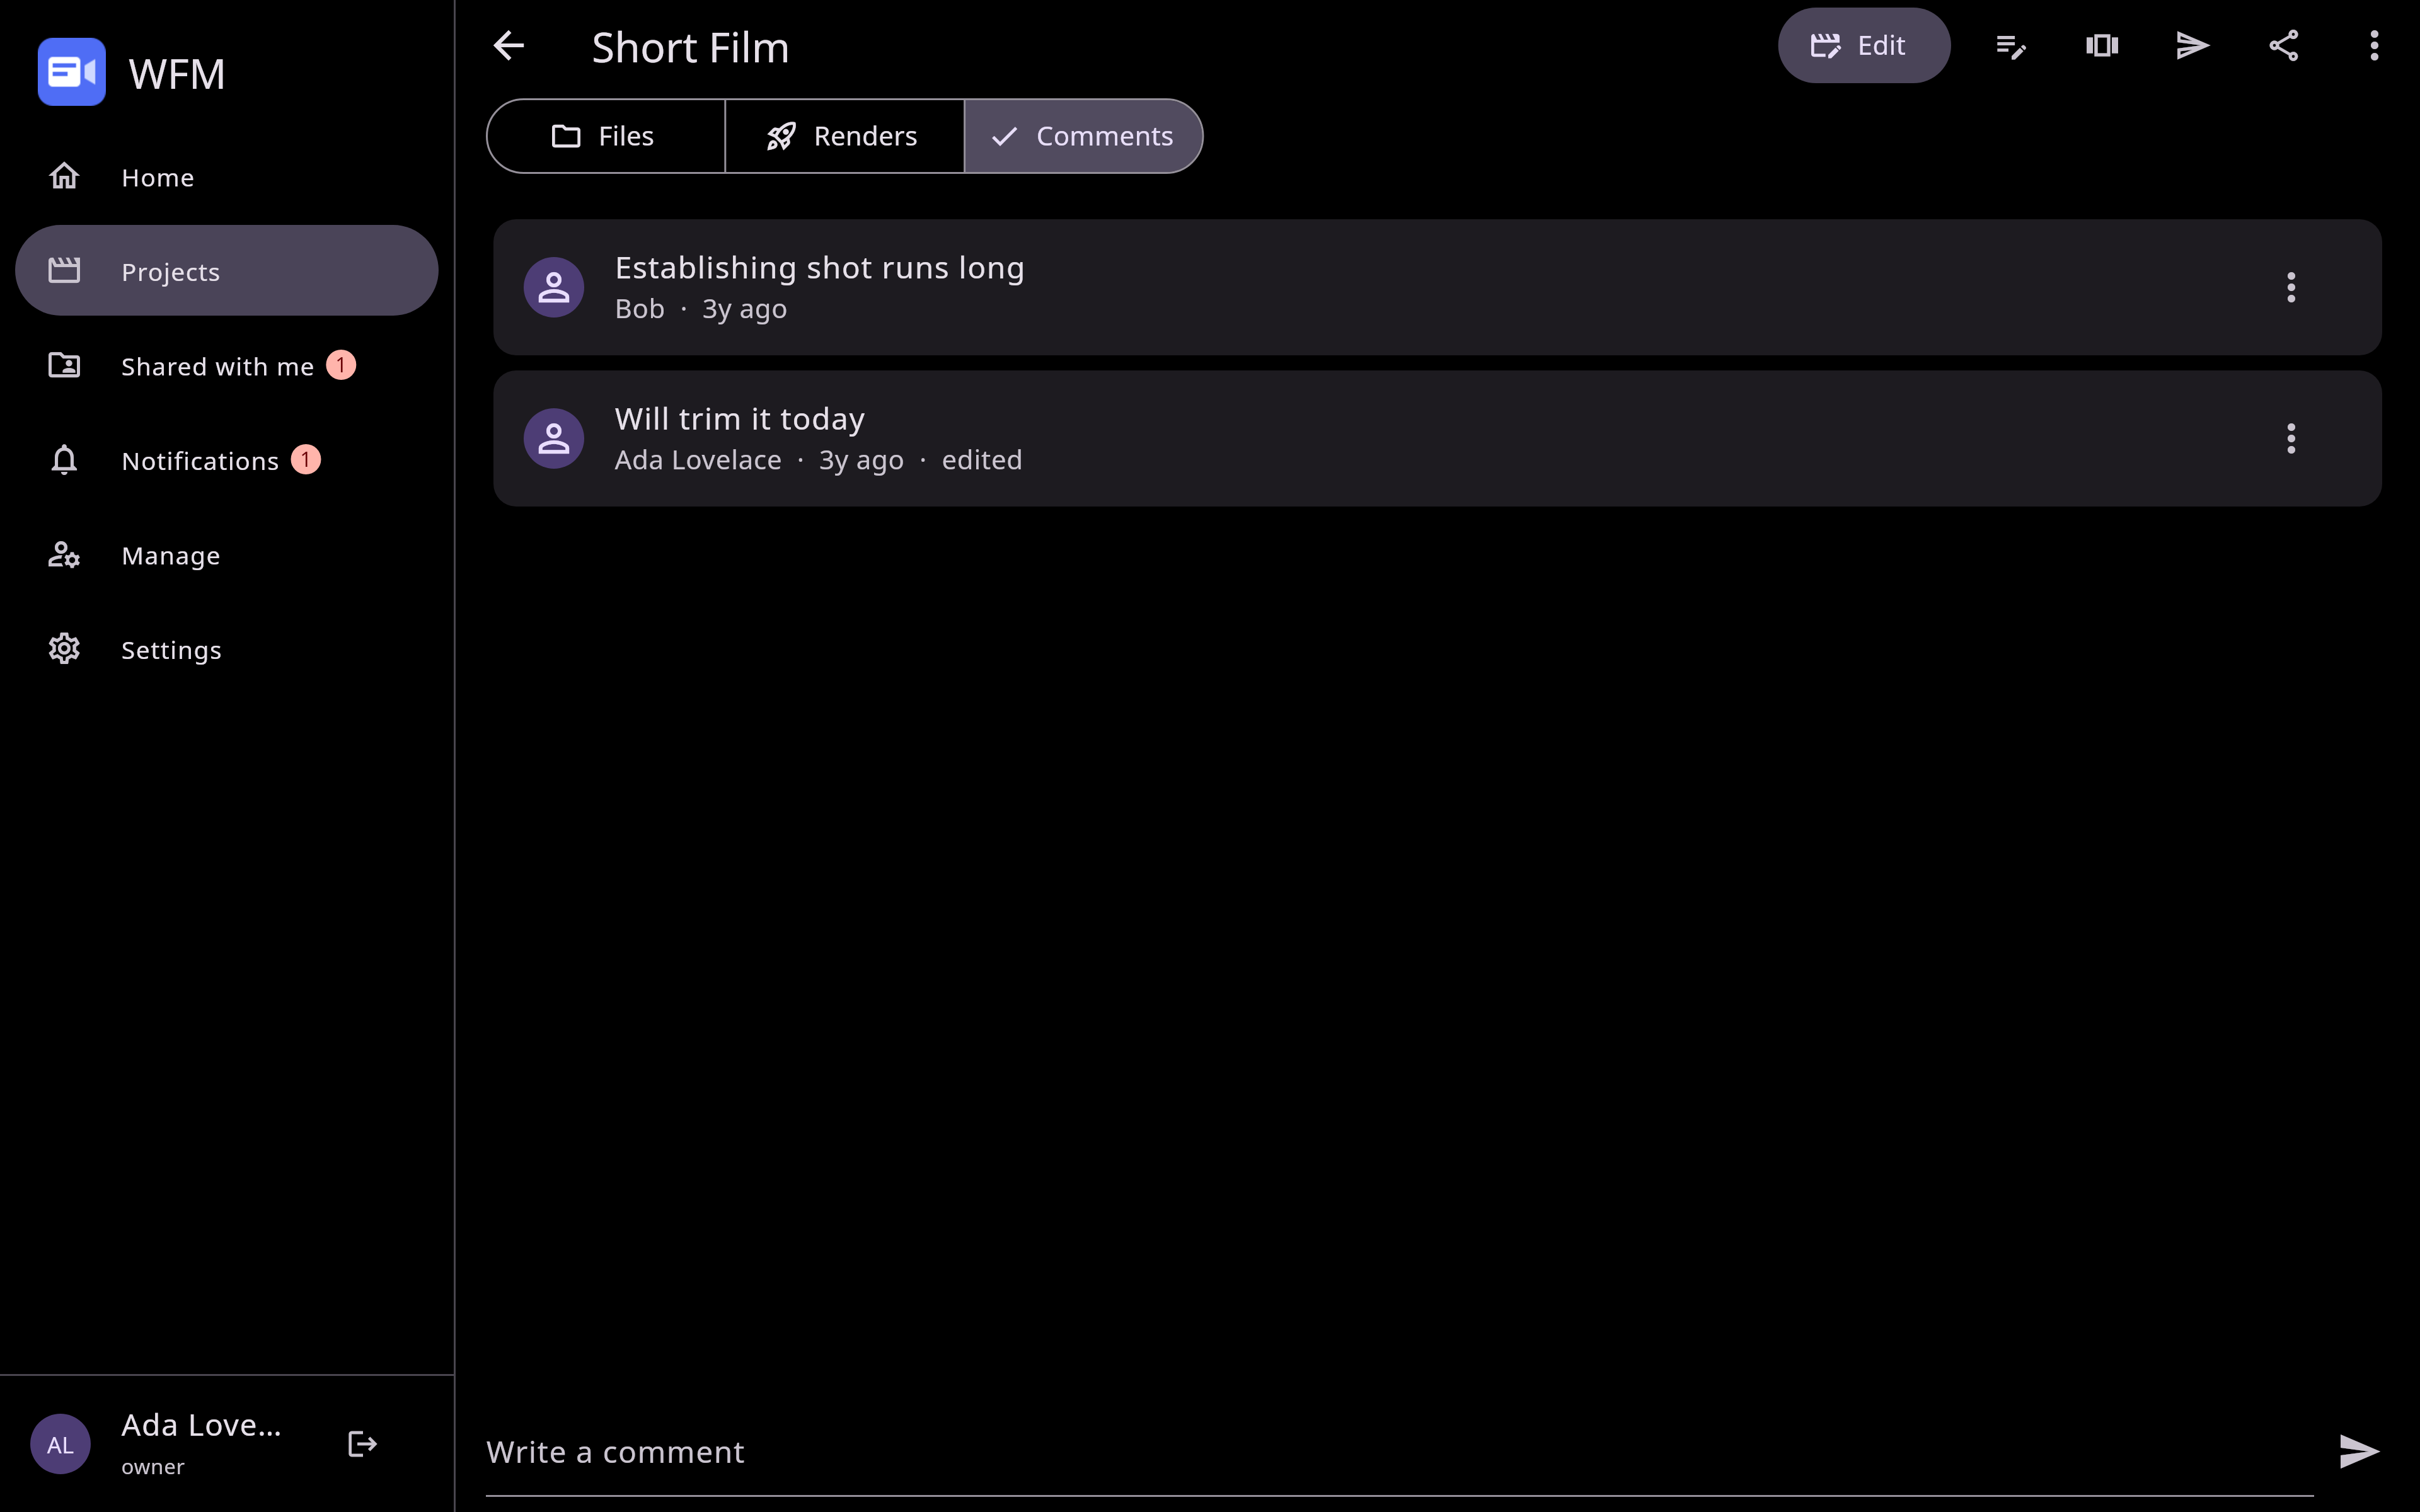 WFM
Home
Projects
Shared with me 1
Notifications 1
Manage
Settings
AL
Ada Love...
owner
Short Film
Edit
Files
Renders
Comments
Establishing shot runs long
Bob · 3y ago
Will trim it today
Ada Lovelace · 3y ago · edited
Write a comment